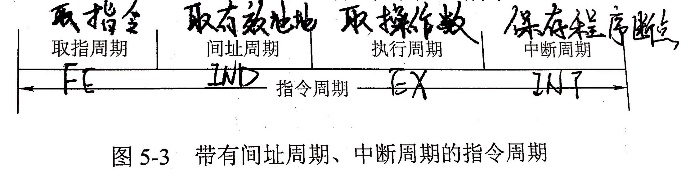 取指令 取有效地址 取操作数 保存程序断点
取指周期 间址周期 执行周期 中断周期
FE IND 指令周期 EX INT
图 5-3 带有间址周期、中断周期的指令周期